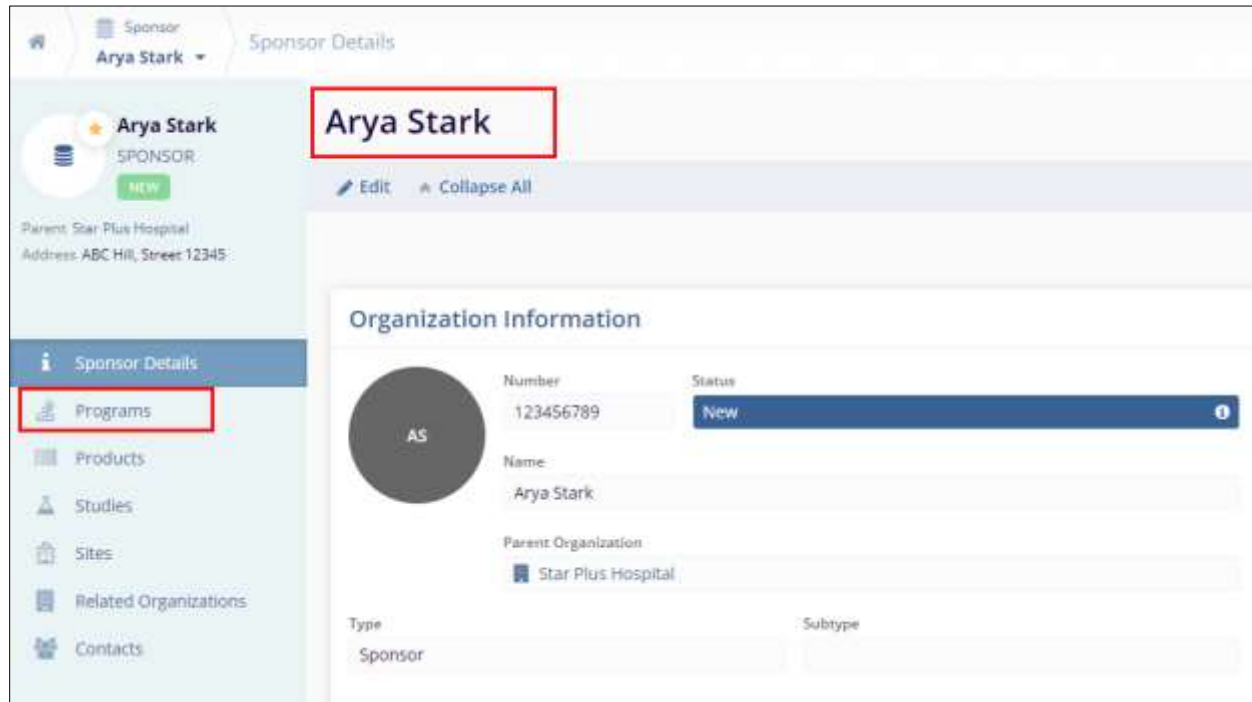 Sponsor
Arya Stark
Sponsor Details
Arya Stark
SPONSOR
NEW
Parent Star Plus Hospital
Address ABC Hill, Street 12345
Sponsor Details
Programs
Products
Studies
Sites
Related Organizations
Contacts
Arya Stark
Edit Collapse All
Organization Information
AS
Number Status
123456789 New
Name
Arya Stark
Parent Organization
Star Plus Hospital
Type Subtype
Sponsor